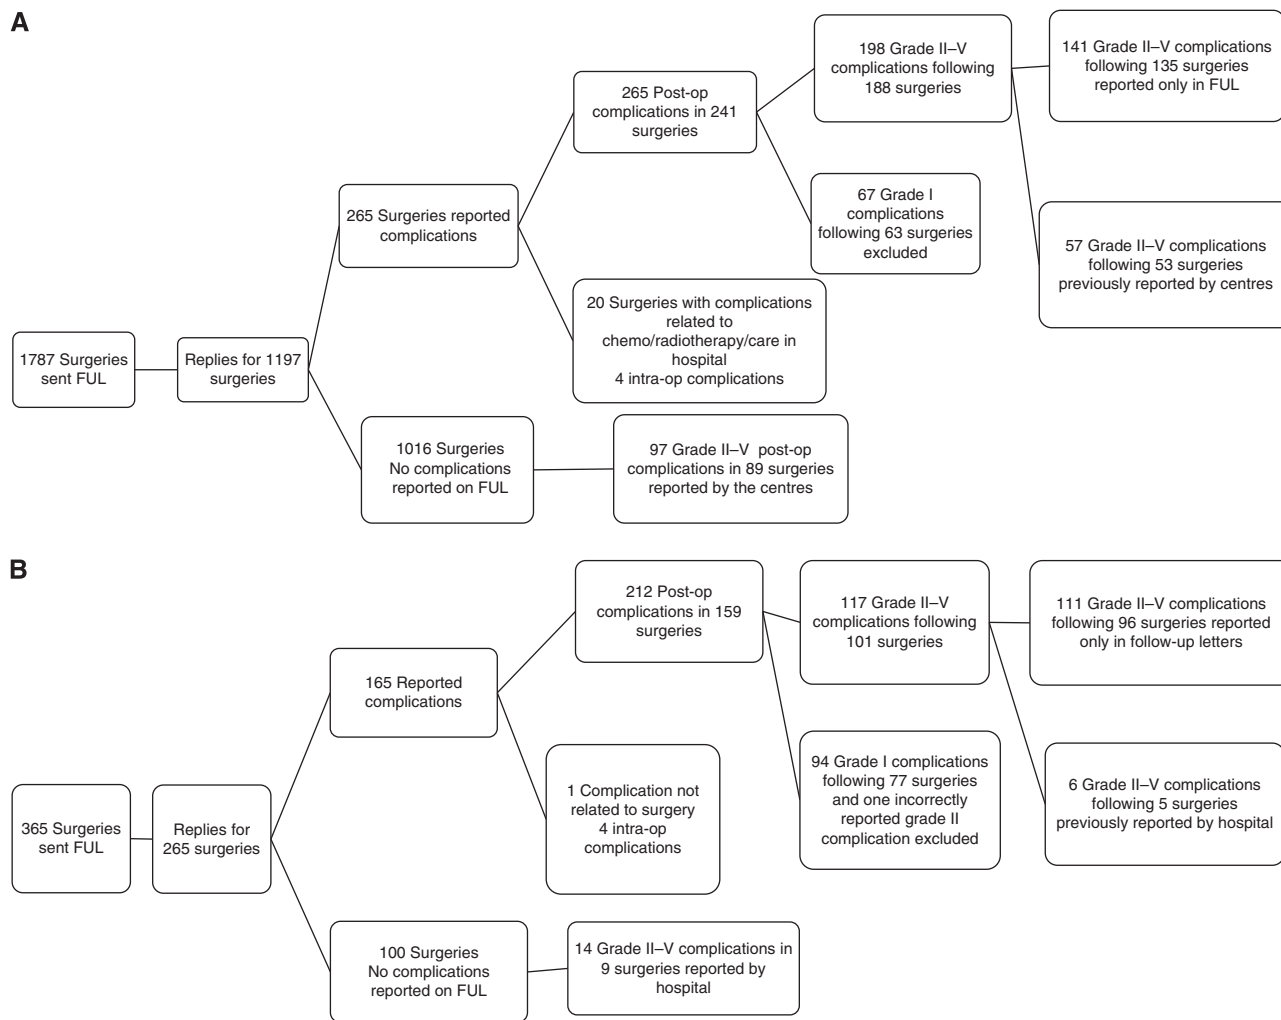 A
1787 Surgeries
sent FUL
Replies for 1197
surgeries
265 Surgeries reported
complications
265 Post-op
complications in 241
surgeries
198 Grade II–V
complications following
188 surgeries
141 Grade II–V complications
following 135 surgeries
reported only in FUL
57 Grade II–V complications
following 53 surgeries
previously reported by centres
67 Grade I
complications
following 63 surgeries
excluded
20 Surgeries with complications
related to
chemo/radiotherapy/care in
hospital
4 intra-op complications
1016 Surgeries
No complications
reported on FUL
97 Grade II–V post-op
complications in 89 surgeries
reported by the centres
B
365 Surgeries
sent FUL
Replies for
265 surgeries
165 Reported
complications
212 Post-op
complications in 159
surgeries
117 Grade II–V
complications following
101 surgeries
111 Grade II–V complications
following 96 surgeries reported
only in follow-up letters
6 Grade II–V complications
following 5 surgeries
previously reported by hospital
94 Grade I complications
following 77 surgeries
and one incorrectly
reported grade II
complication excluded
1 Complication not
related to surgery
4 intra-op
complications
100 Surgeries
No complications
reported on FUL
14 Grade II–V complications in
9 surgeries reported by
hospital